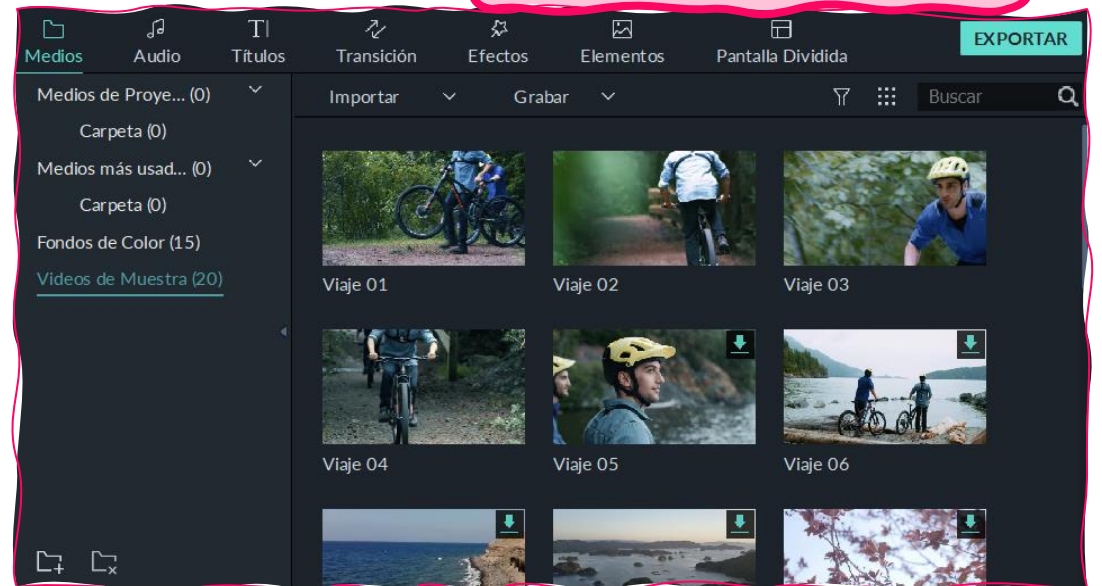 Medios Audio Títulos Transición Efectos Elementos Pantalla Dividida EXPORTAR
Medios de Proye... (0)
Carpeta (0)
Medios más usad... (0)
Carpeta (0)
Fondos de Color (15)
Videos de Muestra (20)
Importar Grabar Buscar
Viaje 01 Viaje 02 Viaje 03
Viaje 04 Viaje 05 Viaje 06